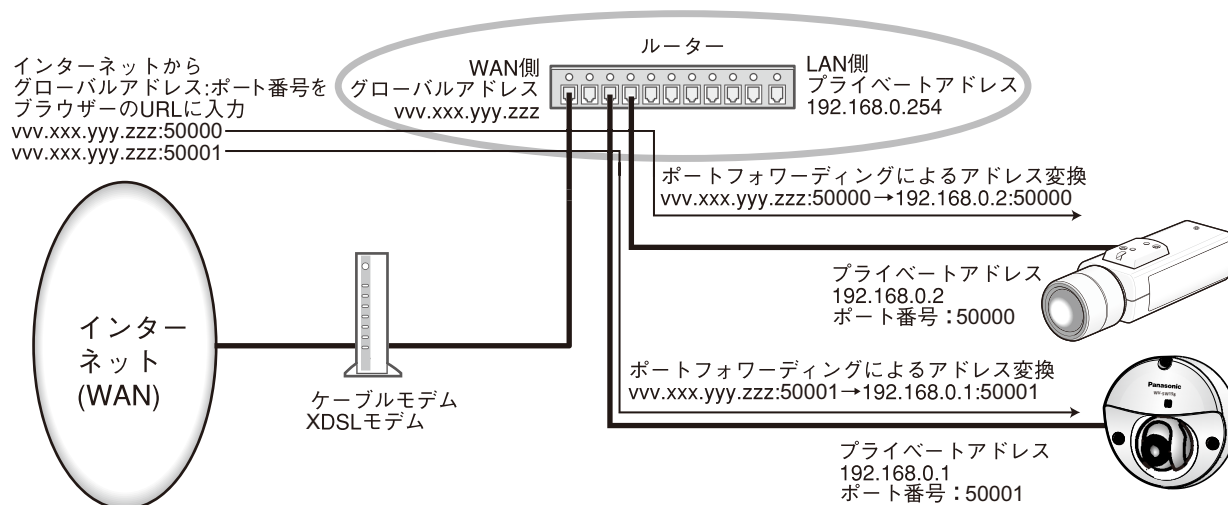 ルーター
インターネットから
グローバルアドレス:ポート番号を
ブラウザーのURLに入力
vvv.xxx.yyy.zzz:50000
vvv.xxx.yyy.zzz:50001
WAN側
グローバルアドレス
vvv.xxx.yyy.zzz
LAN側
プライベートアドレス
192.168.0.254
ポートフォワーディングによるアドレス変換
vvv.xxx.yyy.zzz:50000→192.168.0.2:50000
プライベートアドレス
192.168.0.2
ポート番号：50000
インター
ネット
(WAN)
ケーブルモデム
XDSLモデム
ポートフォワーディングによるアドレス変換
vvv.xxx.yyy.zzz:50001→192.168.0.1:50001
Panasonic
プライベートアドレス
192.168.0.1
ポート番号：50001